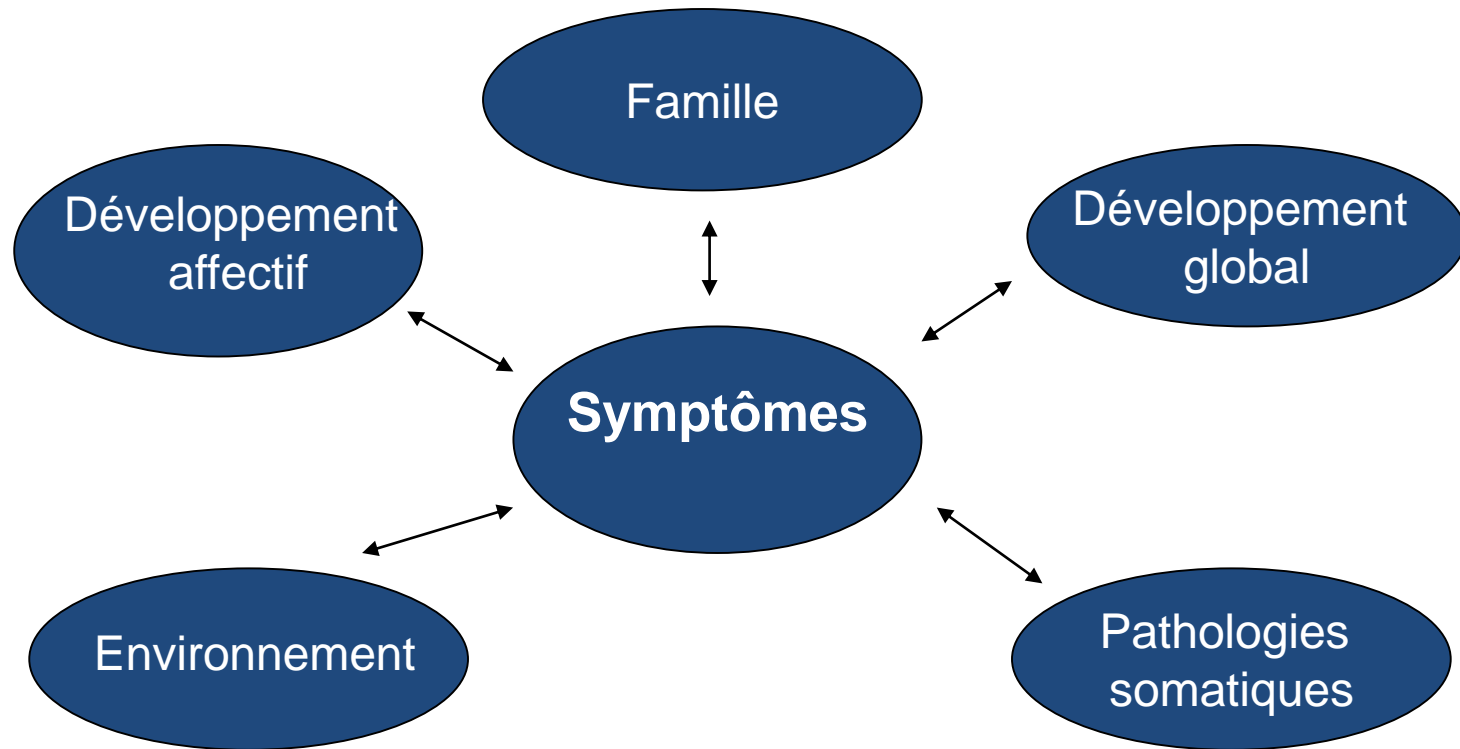 Famille
Développement
affectif
Développement
global
Symptômes
Environnement
Pathologies
somatiques